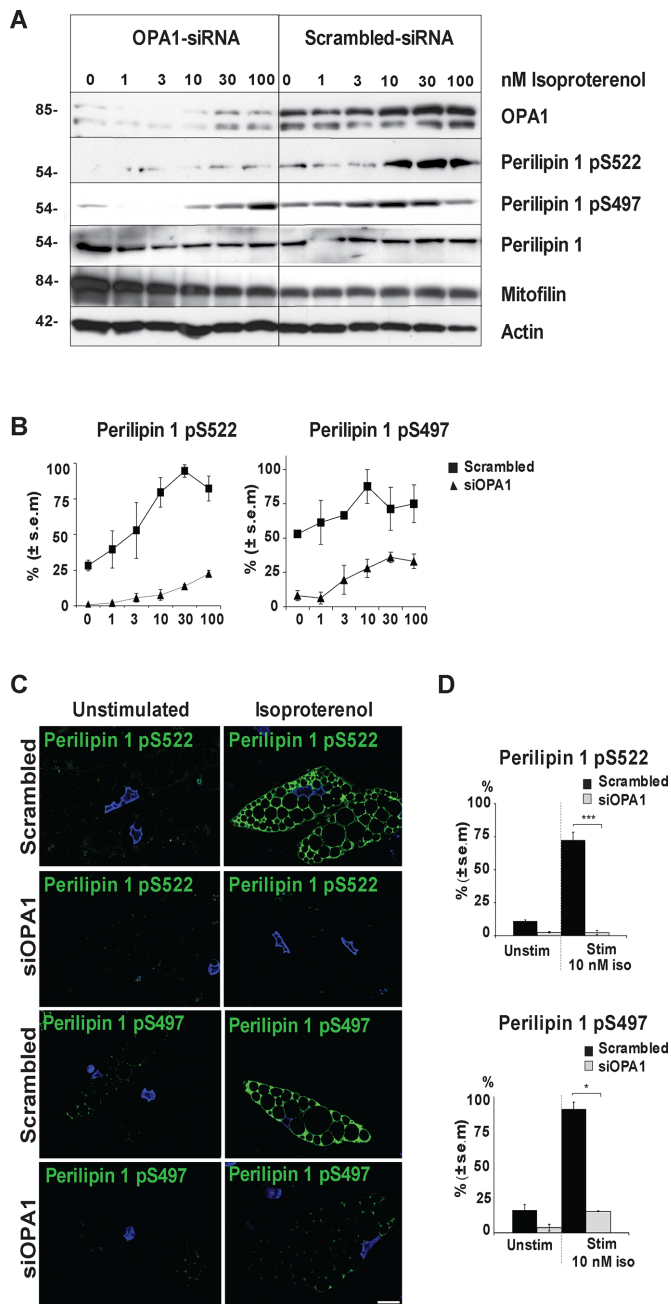 A
OPA1-siRNA Scrambled-siRNA
0 1 3 10 30 100 0 1 3 10 30 100 nM Isoproterenol
85- OPA1
54- Perilipin 1 pS522
54- Perilipin 1 pS497
54- Perilipin 1
84- Mitofilin
42- Actin
B
Perilipin 1 pS522 Perilipin 1 pS497
Scrambled
siOPA1
% (± s.e.m)
100
75
50
25
0
0 1 3 10 30 100
% (± s.e.m)
100
75
50
25
0
0 1 3 10 30 100
C
Unstimulated Isoproterenol
Scrambled
Perilipin 1 pS522 Perilipin 1 pS522
siOPA1
Perilipin 1 pS522 Perilipin 1 pS522
Scrambled
Perilipin 1 pS497 Perilipin 1 pS497
siOPA1
Perilipin 1 pS497 Perilipin 1 pS497
D
Perilipin 1 pS522
%
Scrambled
siOPA1
% (±s.e.m)
100
75
50
25
0
***
Unstim Stim
10 nM iso
Perilipin 1 pS497
%
Scrambled
siOPA1
% (±s.e.m)
100
75
50
25
0
*
Unstim Stim
10 nM iso